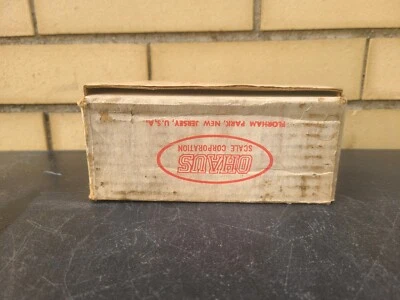 OHAUS
SCALE CORPORATION
FLORHAM PARK, NEW JERSEY, U.S.A.